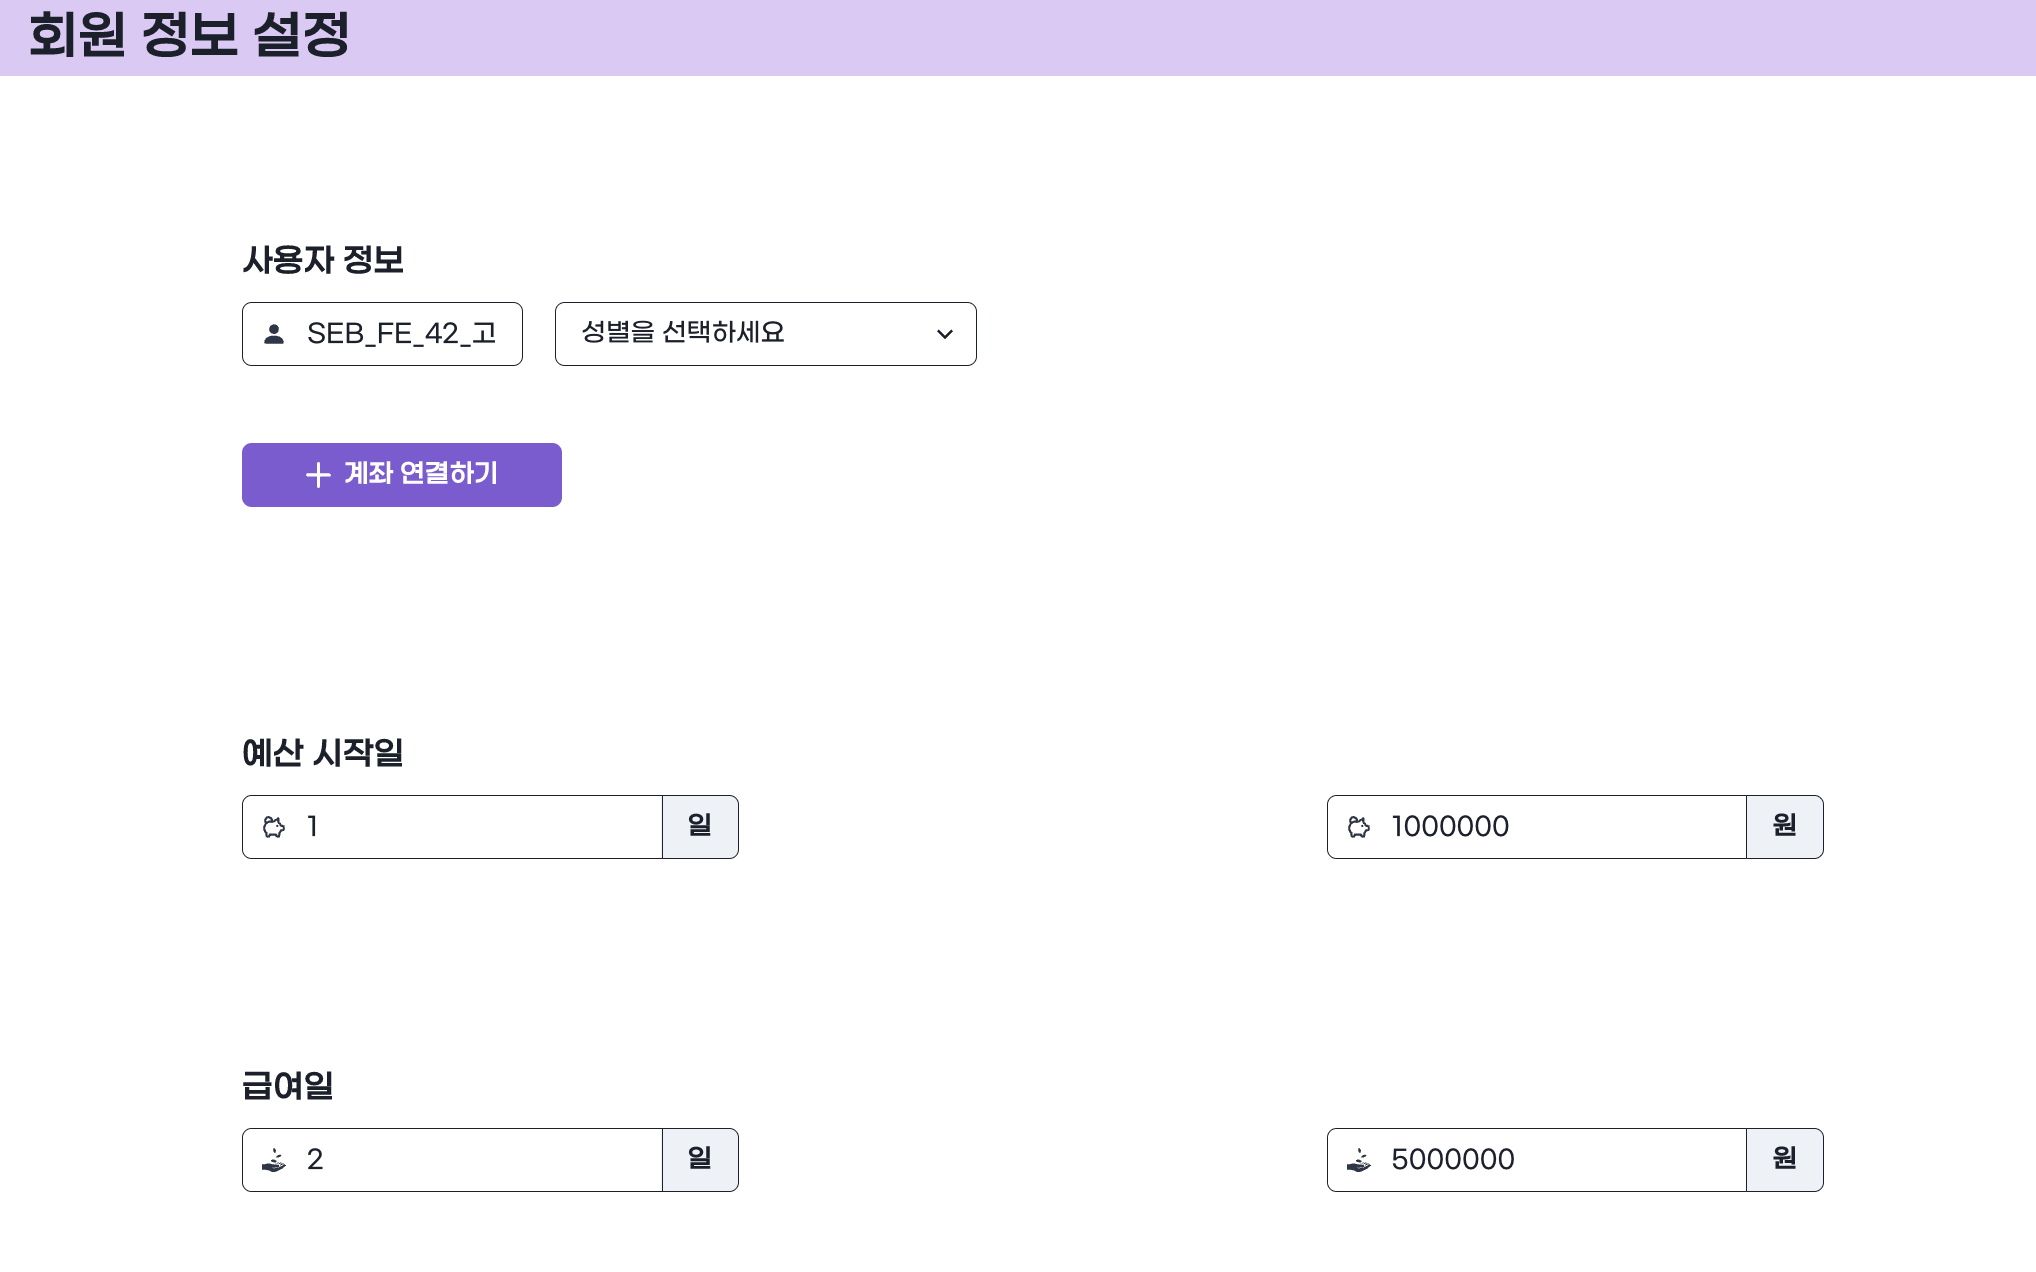 회원 정보 설정
사용자 정보
SEB_FE_42_고
성별을 선택하세요
계좌 연결하기
예산 시작일
1 일
1000000 원
급여일
2 일
5000000 원